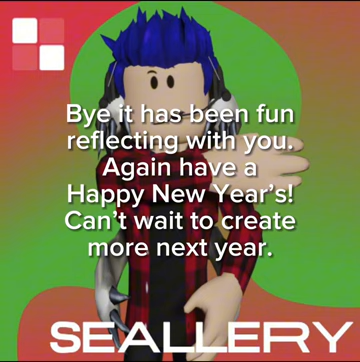 Bye it has been fun
reflecting with you.
Again have a
Happy New Year's!
Can't wait to create
more next year.
SEALLERY